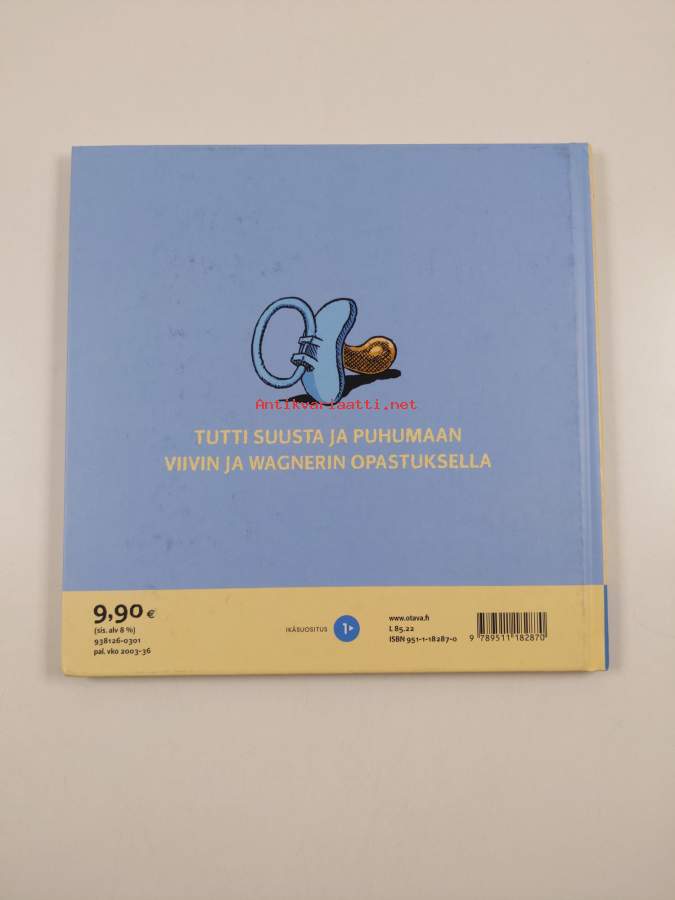 Antikvariaatti.net
TUTTI SUUSTA JA PUHUMAAN
VIIVIN JA WAGNERIN OPASTUKSELLA
9,90 €
(sis. alv 8 %)
938126-0301
pal. vko 2003-36
IKÄSUOSITUS 1
www.otava.fi
L 85.22
ISBN 951-1-18287-0
9 789511 182870